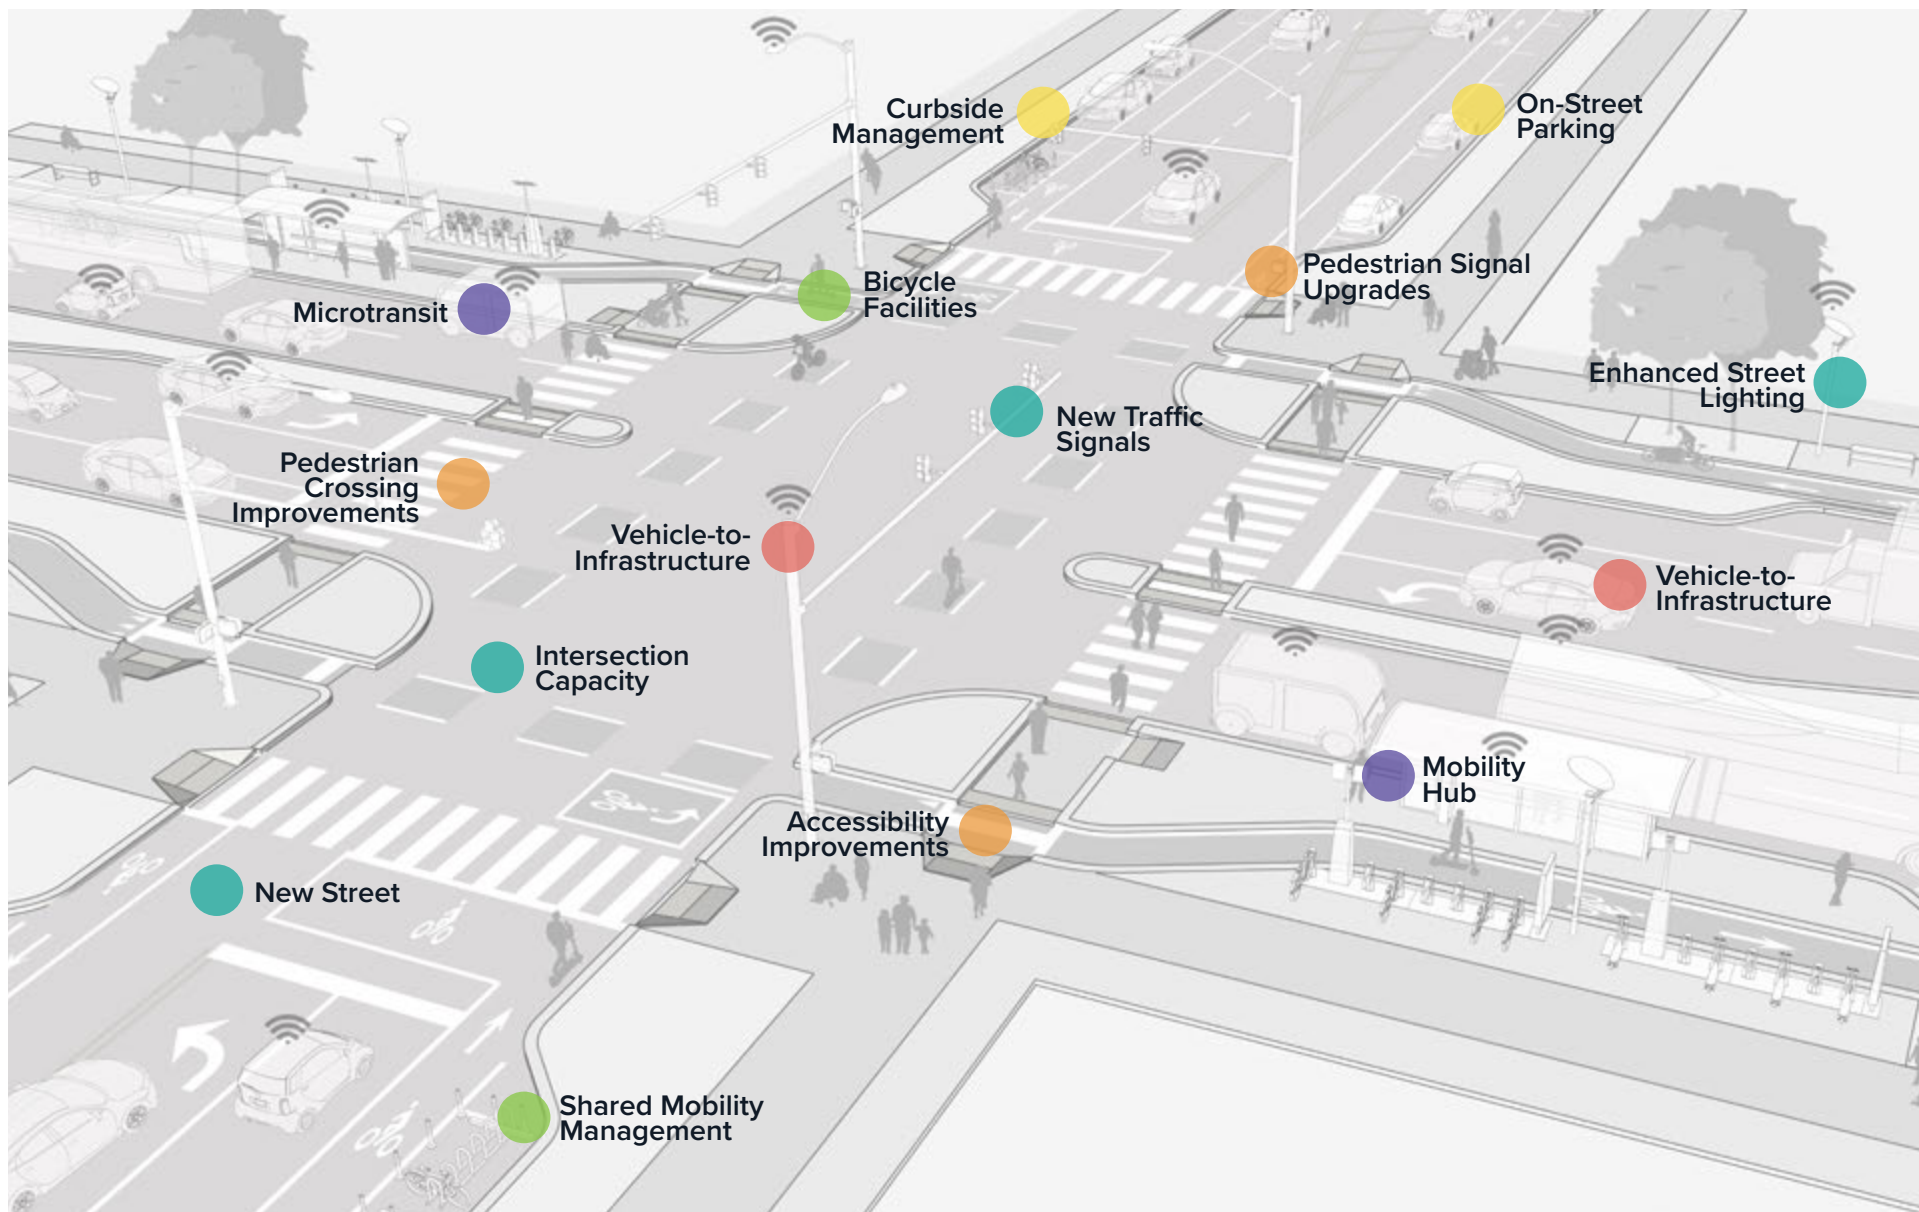 Curbside
Management
On-Street
Parking
Pedestrian Signal
Upgrades
Bicycle
Facilities
Microtransit
Enhanced Street
Lighting
New Traffic
Signals
Pedestrian
Crossing
Improvements
Vehicle-to-
Infrastructure
Vehicle-to-
Infrastructure
Intersection
Capacity
Mobility
Hub
Accessibility
Improvements
New Street
Shared Mobility
Management